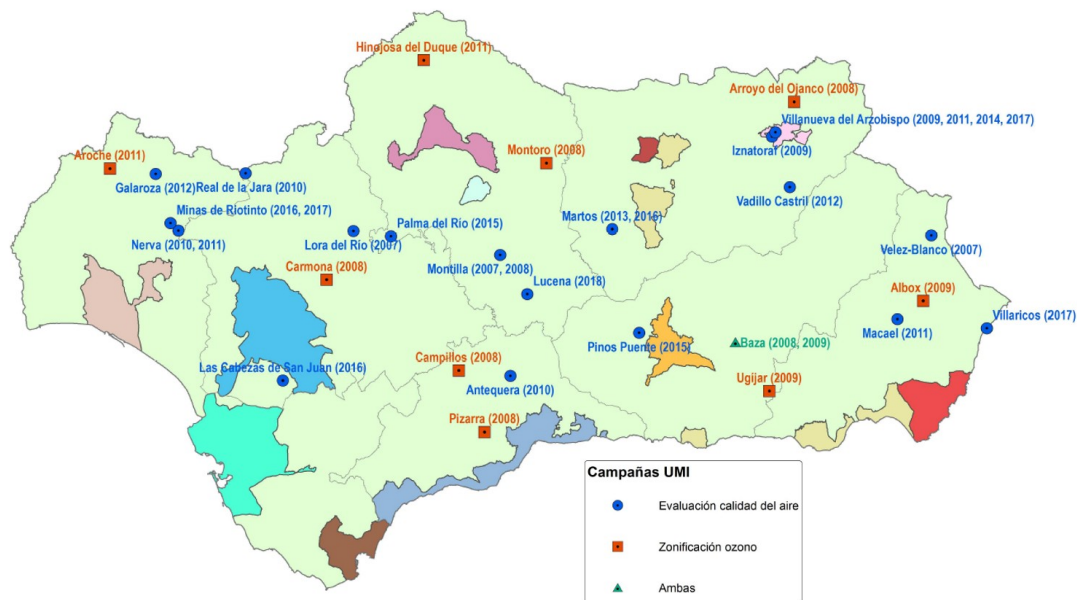 Hinojosa del Duque (2011)
Arroyo del Ojanco (2008)
Villanueva del Arzobispo (2009, 2011, 2014, 2017)
Iznatoraf (2009)
Aroche (2011)
Montoro (2008)
Galaroza (2012)
Real de la Jara (2010)
Vadillo Castril (2012)
Minas de Riotinto (2016, 2017)
Palma del Río (2015)
Martos (2013, 2016)
Nerva (2010, 2011)
Lora del Río (2007)
Velez-Blanco (2007)
Carmona (2008)
Montilla (2007, 2008)
Lucena (2018)
Albox (2009)
Macael (2011)
Villaricos (2017)
Pinos Puente (2015)
Baza (2008, 2009)
Las Cabezas de San Juan (2016)
Campillos (2008)
Antequera (2010)
Ugijar (2009)
Pizarra (2008)
Campañas UMI
Evaluación calidad del aire
Zonificación ozono
Ambas